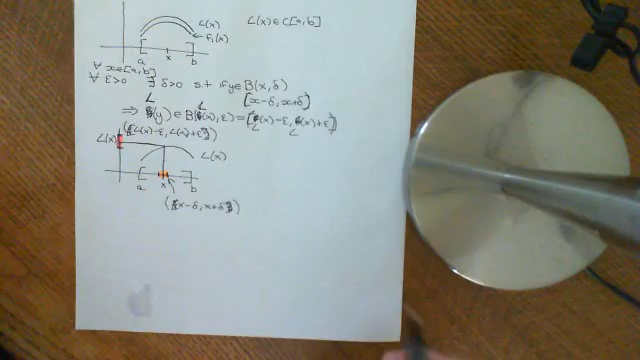 L(x)   L(x) ∈ C[a,b]
F₁(x)
a   x   b
∀ x∈[a,b]
∀ ε>0   ∃ δ>0   s.t   if y∈B(x,δ)
L   L   [x-δ, x+δ]
⇒ (y) ∈ B( (x), ε) = [ (x)-ε, (x)+ε]
L   L
L(x)   (L(x)-ε, L(x)+ε)
L(x)
a   x   b
(x-δ, x+δ)